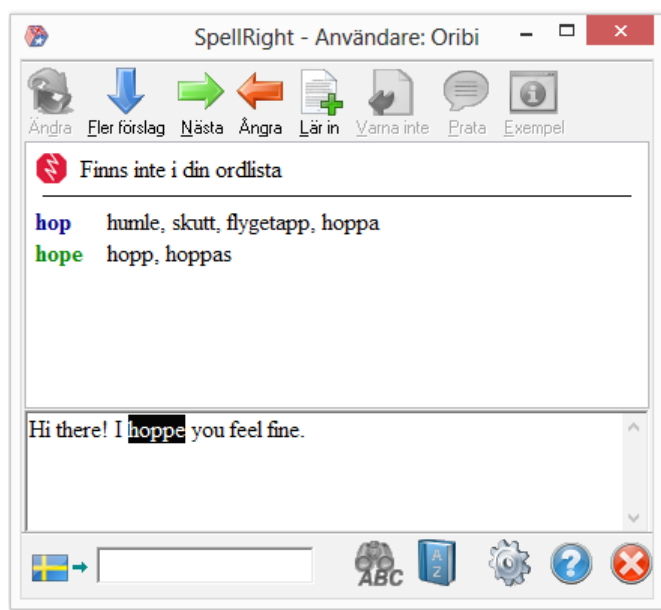 SpellRight - Användare: Oribi
Ändra Fler förslag Nästa Ångra Lär in Varna inte Prata Exempel
Finns inte i din ordlista
hop humle, skutt, flygetapp, hoppa
hope hopp, hoppas
Hi there! I hoppe you feel fine.
ABC A Z